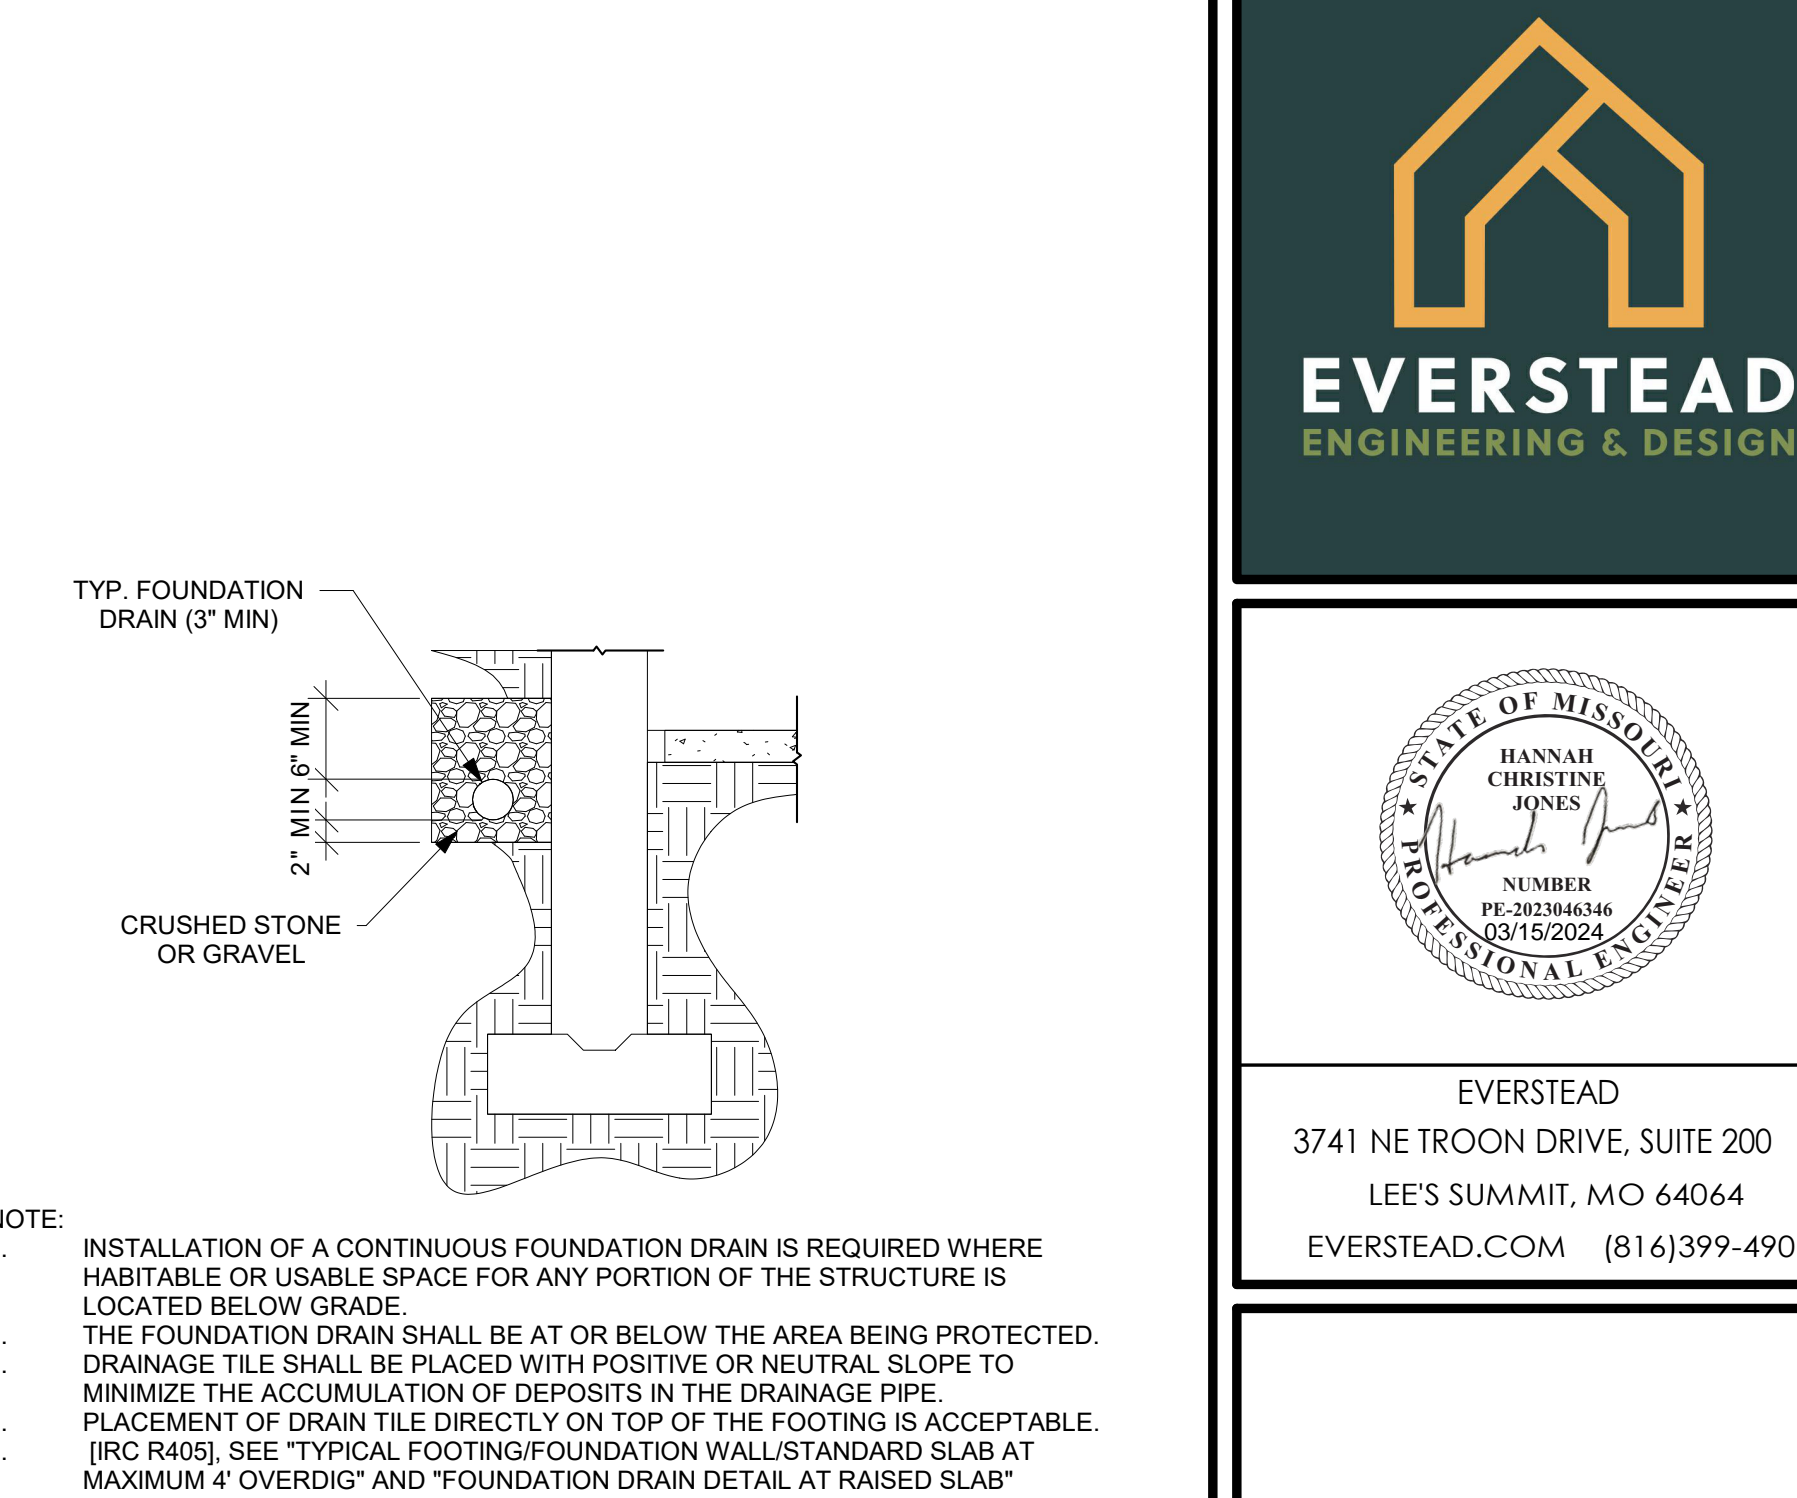 TYP. FOUNDATION
DRAIN (3" MIN)
6" MIN
2" MIN
CRUSHED STONE
OR GRAVEL
NOTE:
. INSTALLATION OF A CONTINUOUS FOUNDATION DRAIN IS REQUIRED WHERE
HABITABLE OR USABLE SPACE FOR ANY PORTION OF THE STRUCTURE IS
LOCATED BELOW GRADE.
. THE FOUNDATION DRAIN SHALL BE AT OR BELOW THE AREA BEING PROTECTED.
. DRAINAGE TILE SHALL BE PLACED WITH POSITIVE OR NEUTRAL SLOPE TO
MINIMIZE THE ACCUMULATION OF DEPOSITS IN THE DRAINAGE PIPE.
. PLACEMENT OF DRAIN TILE DIRECTLY ON TOP OF THE FOOTING IS ACCEPTABLE.
. [IRC R405], SEE "TYPICAL FOOTING/FOUNDATION WALL/STANDARD SLAB AT
MAXIMUM 4' OVERDIG" AND "FOUNDATION DRAIN DETAIL AT RAISED SLAB"
EVERSTEAD
ENGINEERING & DESIGN
STATE OF MISSOURI
HANNAH
CHRISTINE
JONES
NUMBER
PE-2023046346
03/15/2024
PROFESSIONAL ENGINEER
EVERSTEAD
3741 NE TROON DRIVE, SUITE 200
LEE'S SUMMIT, MO 64064
EVERSTEAD.COM (816)399-490